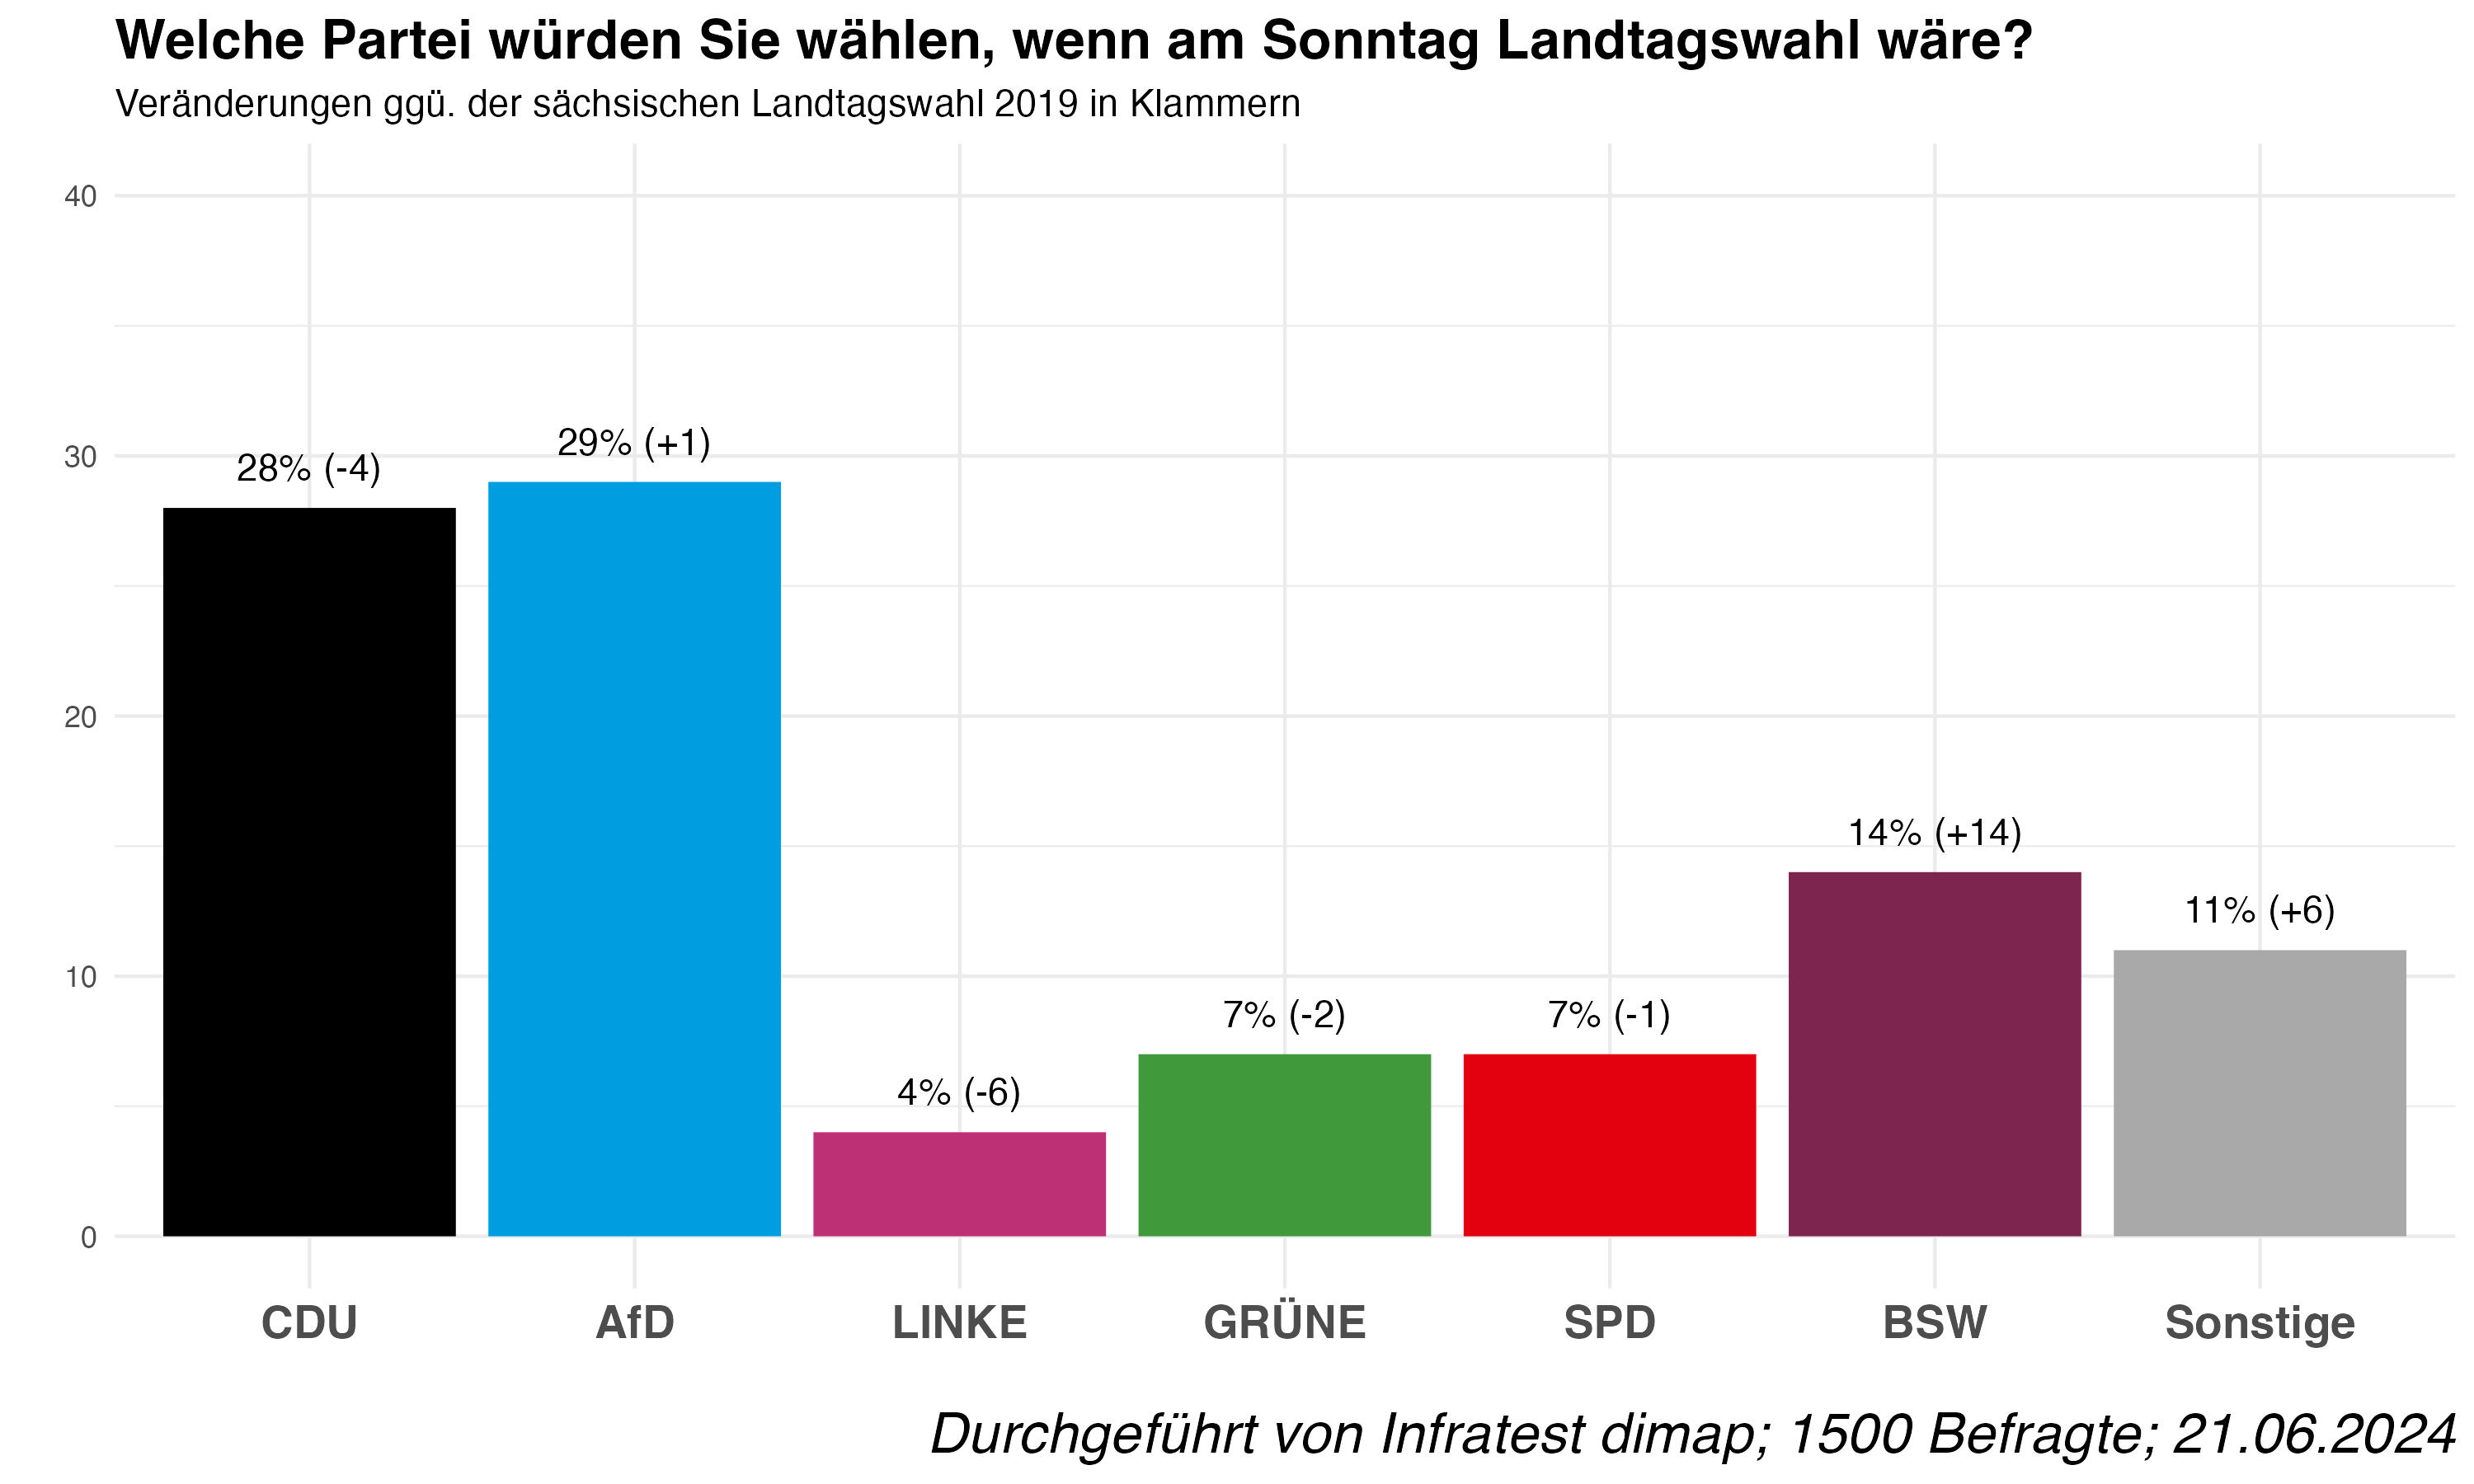 Welche Partei würden Sie wählen, wenn am Sonntag Landtagswahl wäre?
Veränderungen ggü. der sächsischen Landtagswahl 2019 in Klammern
40
30
20
10
0
28% (-4)
29% (+1)
4% (-6)
7% (-2)
7% (-1)
14% (+14)
11% (+6)
CDU
AfD
LINKE
GRÜNE
SPD
BSW
Sonstige
Durchgeführt von Infratest dimap; 1500 Befragte; 21.06.2024